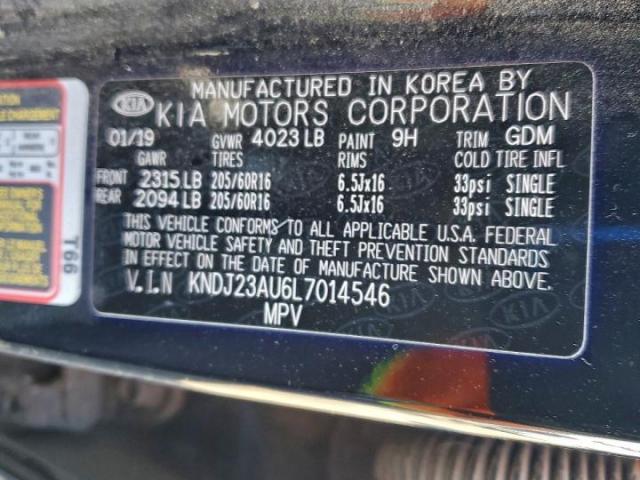 MANUFACTURED IN KOREA BY
KIA KIA MOTORS CORPORATION
01/19 GVWR 4023 LB PAINT 9H TRIM GDM
GAWR TIRES RIMS COLD TIRE INFL
FRONT 2315 LB 205/60R16 6.5Jx16 33psi SINGLE
REAR 2094 LB 205/60R16 6.5Jx16 33psi SINGLE
THIS VEHICLE CONFORMS TO ALL APPLICABLE U.S.A. FEDERAL
MOTOR VEHICLE SAFETY AND THEFT PREVENTION STANDARDS
IN EFFECT ON THE DATE OF MANUFACTURE SHOWN ABOVE.
V.I.N KNDJ23AU6L7014546
MPV
T66